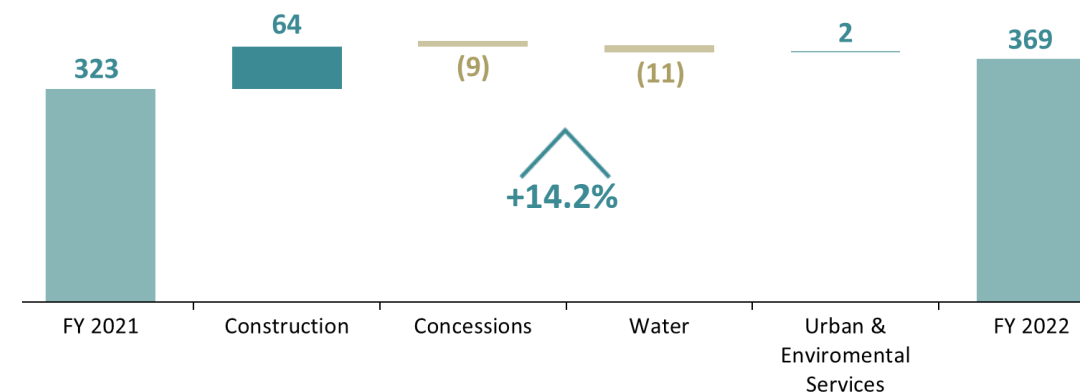 323
64
(9)
(11)
2
369
+14.2%
FY 2021
Construction
Concessions
Water
Urban &
Enviromental
Services
FY 2022